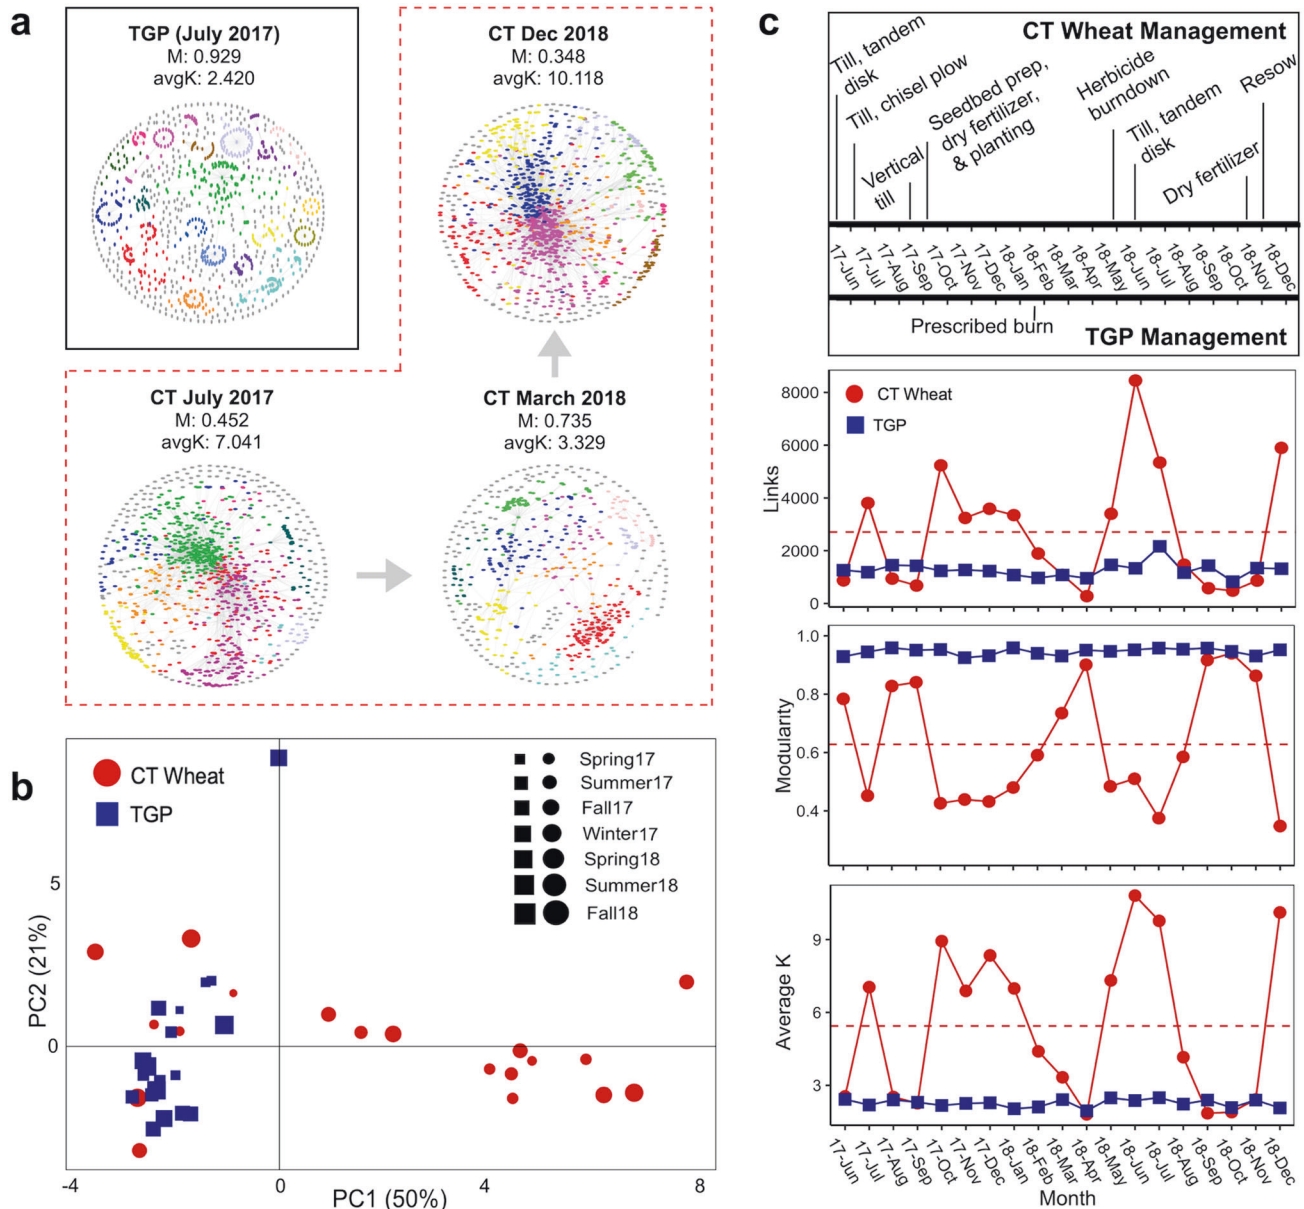 a
TGP (July 2017)
M: 0.929
avgK: 2.420
CT Dec 2018
M: 0.348
avgK: 10.118
CT July 2017
M: 0.452
avgK: 7.041
CT March 2018
M: 0.735
avgK: 3.329
b
CT Wheat
TGP
Spring17
Summer17
Fall17
Winter17
Spring18
Summer18
Fall18
PC2 (21%)
5
0
-4
0
4
8
PC1 (50%)
c
CT Wheat Management
Till, tandem
disk
Till, chisel plow
Vertical
till
Seedbed prep,
dry fertilizer,
& planting
Herbicide
burndown
Till, tandem
disk
Dry fertilizer
Resow
17-Jun
17-Jul
17-Aug
17-Sep
17-Oct
17-Nov
17-Dec
18-Jan
18-Feb
18-Mar
18-Apr
18-May
18-Jun
18-Jul
18-Aug
18-Sep
18-Oct
18-Nov
18-Dec
Prescribed burn
TGP Management
CT Wheat
TGP
Links
8000
6000
4000
2000
0
Modularity
1.0
0.8
0.6
0.4
Average K
9
6
3
17-Jun
17-Jul
17-Aug
17-Sep
17-Oct
17-Nov
17-Dec
18-Jan
18-Feb
18-Mar
18-Apr
18-May
18-Jun
18-Jul
18-Aug
18-Sep
18-Oct
18-Nov
18-Dec
Month